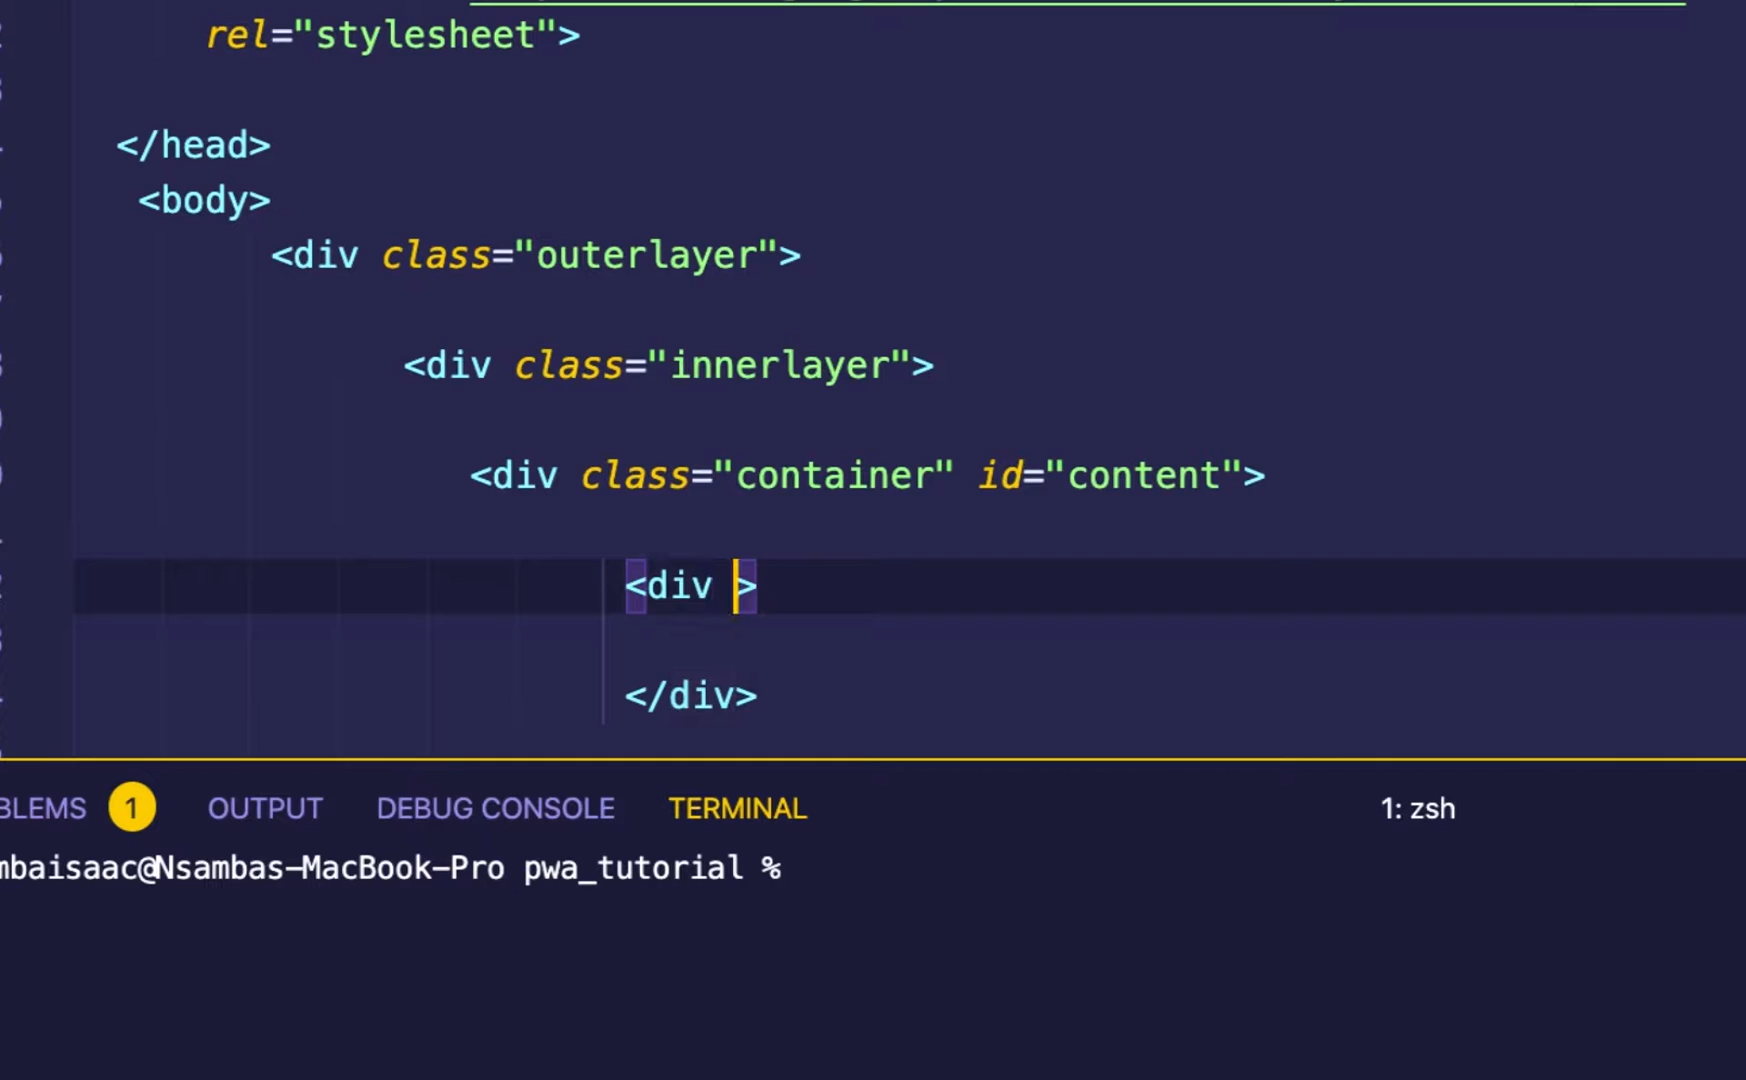 rel="stylesheet">
</head>
<body>
<div class="outerlayer">
<div class="innerlayer">
<div class="container" id="content">
<div >
</div>
BLEMS 1 OUTPUT DEBUG CONSOLE TERMINAL 1: zsh
mbaisaac@Nsambas-MacBook-Pro pwa_tutorial %